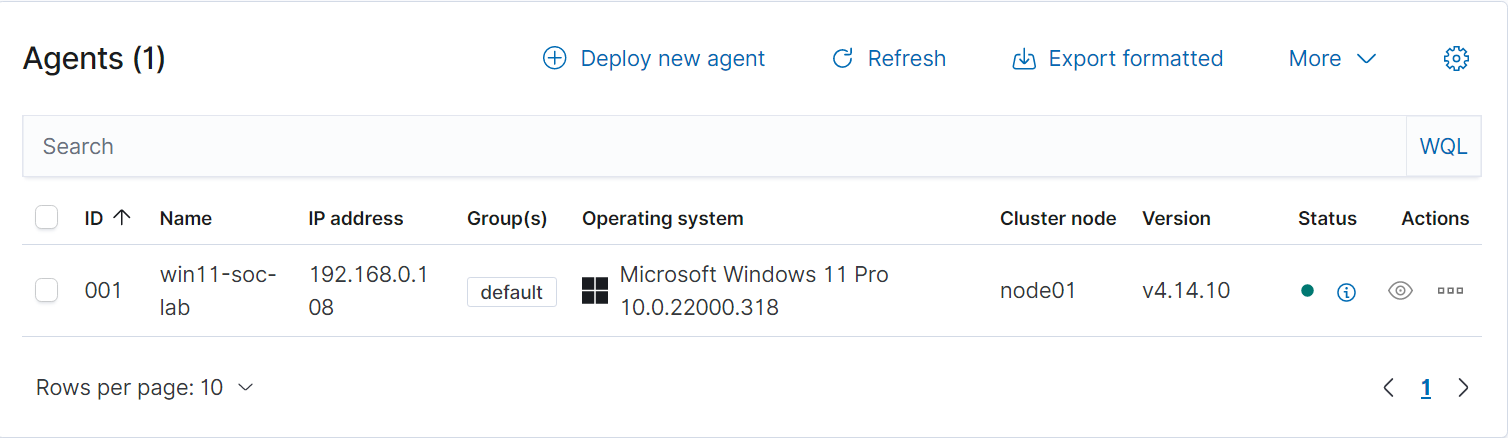 Agents (1)
Deploy new agent
Refresh
Export formatted
More
Search
WQL
ID Name IP address Group(s) Operating system Cluster node Version Status Actions
001
win11-soc-
lab
192.168.0.1
08
default
Microsoft Windows 11 Pro
10.0.22000.318
node01
v4.14.10
Rows per page: 10
1